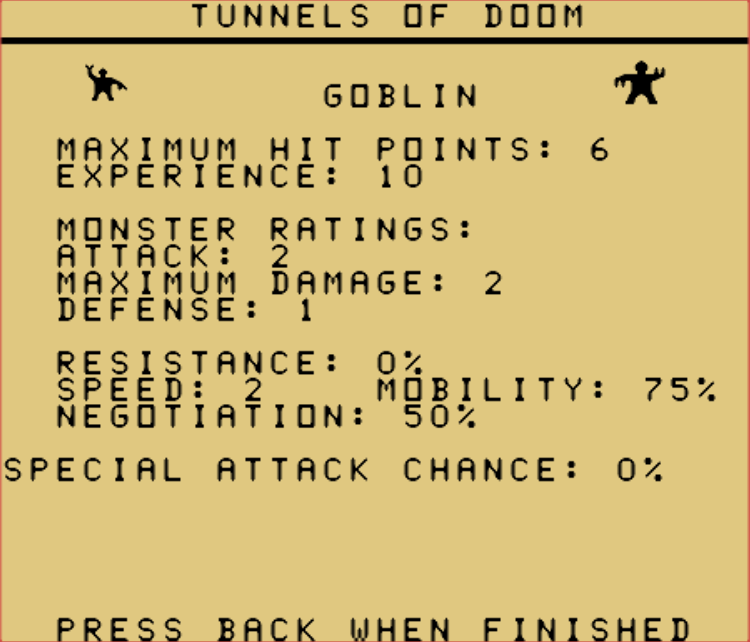 TUNNELS OF DOOM
GOBLIN
MAXIMUM HIT POINTS: 6
EXPERIENCE: 10
MONSTER RATINGS:
ATTACK: 2
MAXIMUM DAMAGE: 2
DEFENSE: 1
RESISTANCE: 0%
SPEED: 2 MOBILITY: 75%
NEGOTIATION: 50%
SPECIAL ATTACK CHANCE: 0%
PRESS BACK WHEN FINISHED